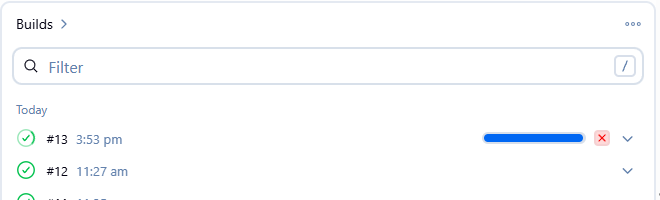 Builds
Filter /
Today
#13 3:53 pm
#12 11:27 am